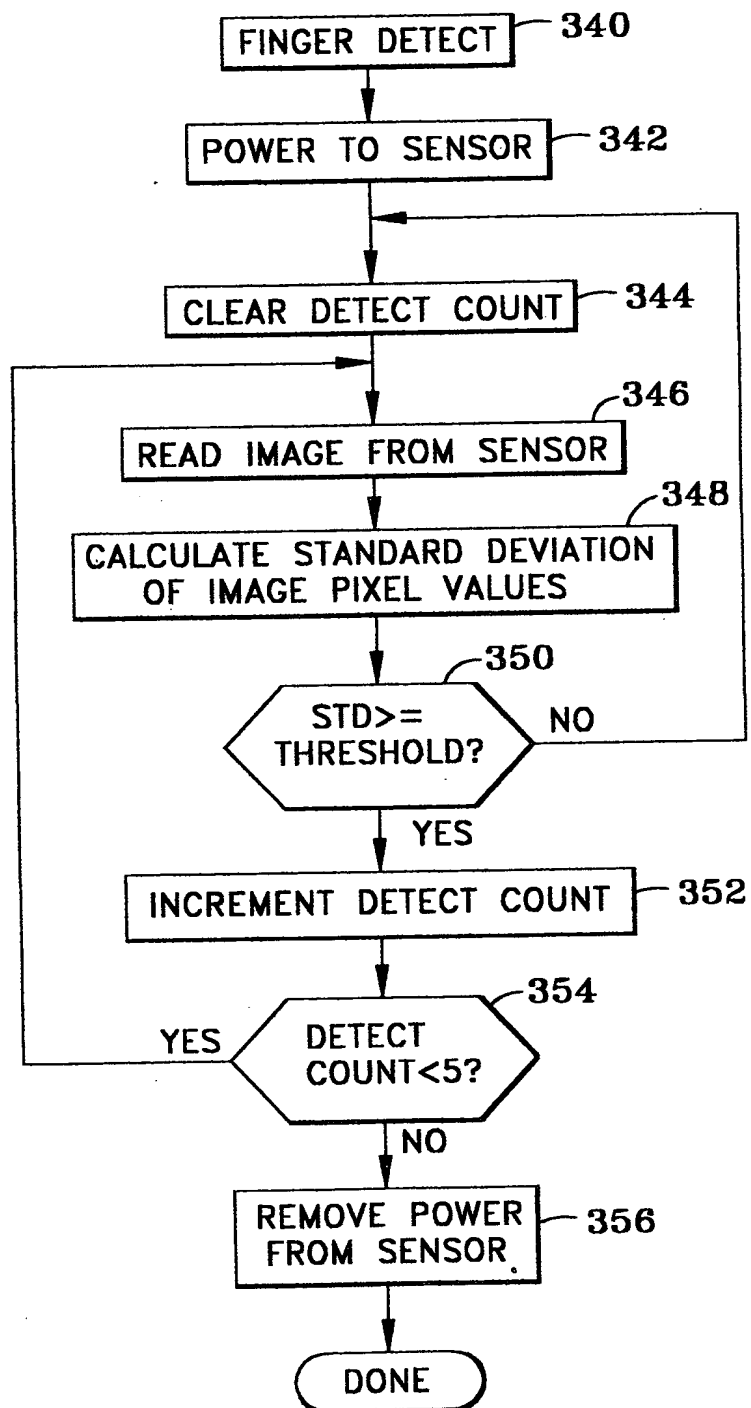 FINGER DETECT
340
POWER TO SENSOR
342
CLEAR DETECT COUNT
344
346
READ IMAGE FROM SENSOR
348
CALCULATE STANDARD DEVIATION
OF IMAGE PIXEL VALUES
350
STD>=
THRESHOLD?
NO
YES
INCREMENT DETECT COUNT
352
354
YES
DETECT
COUNT<5?
NO
REMOVE POWER
FROM SENSOR
356
DONE